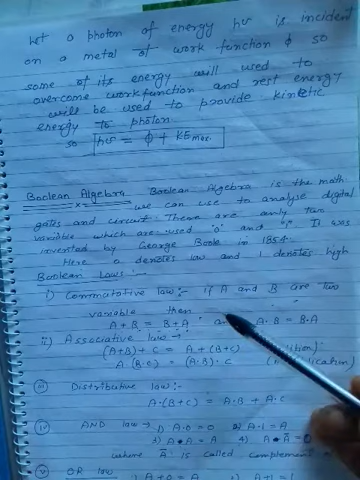 Let a photon of energy hν is incident
on a metal of work function ϕ so
some of its energy will used to
overcome workfunction and rest energy
will be used to provide kinetic
energy to photon.
so hν = ϕ + KE max
Boolean Algebra Boolean Algebra is the math
we can use to analyse digital
gates and circuit. There are only two
variable which are used '0' and '1'. It was
invented by George Boole in 1854.
Here 0 denotes low and 1 denotes high
Boolean Laws :-
i) Commutative law :- if A and B are two
variable then
A + B = B + A and A . B = B . A
ii) Associative law →
(A+B) + C = A + (B+C)
A . (B . C) = (A . B) . C
iii) Distributive law :-
A . (B + C) = A . B + A . C
iv) AND law → 1) A . 0 = 0 2) A . 1 = A
3) A . A = A 4) A . Ā = 0
where Ā is called complement
v) OR law 1) A + 0 = A 2) A + 1 = 1